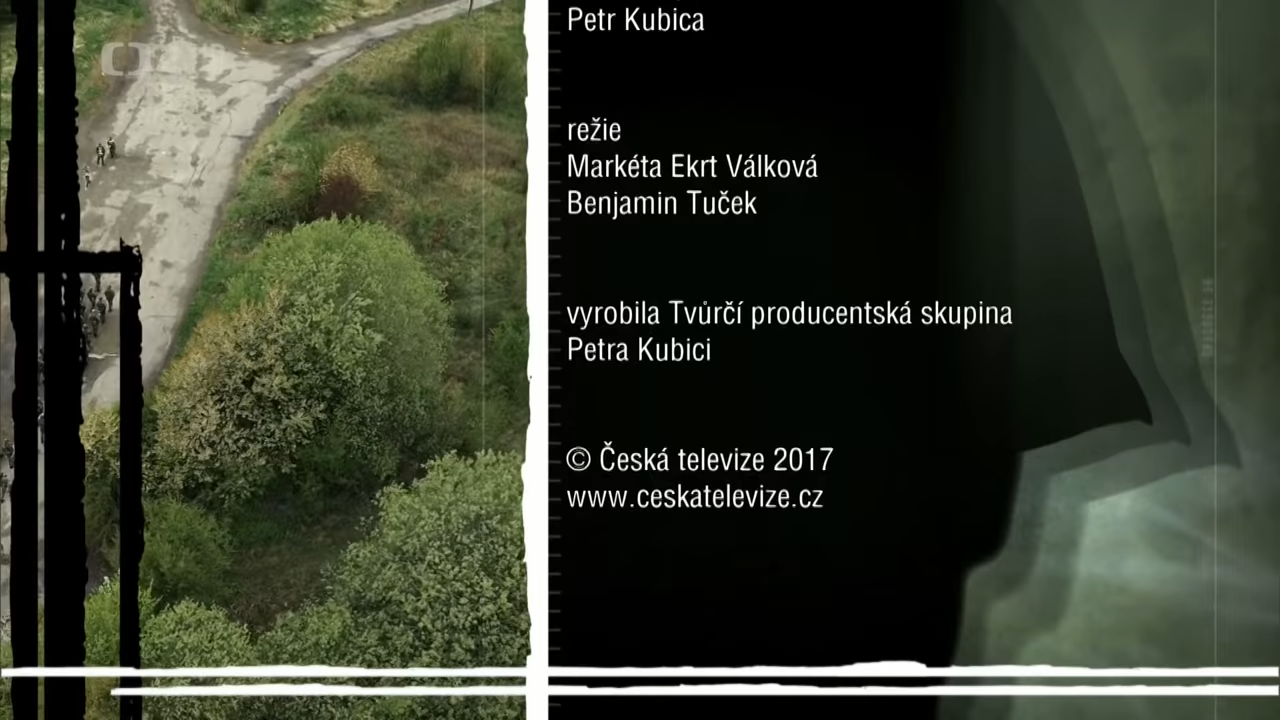 Petr Kubica
režie
Markéta Ekrt Válková
Benjamin Tuček
vyrobila Tvůrčí producentská skupina
Petra Kubici
© Česká televize 2017
www.ceskatelevize.cz